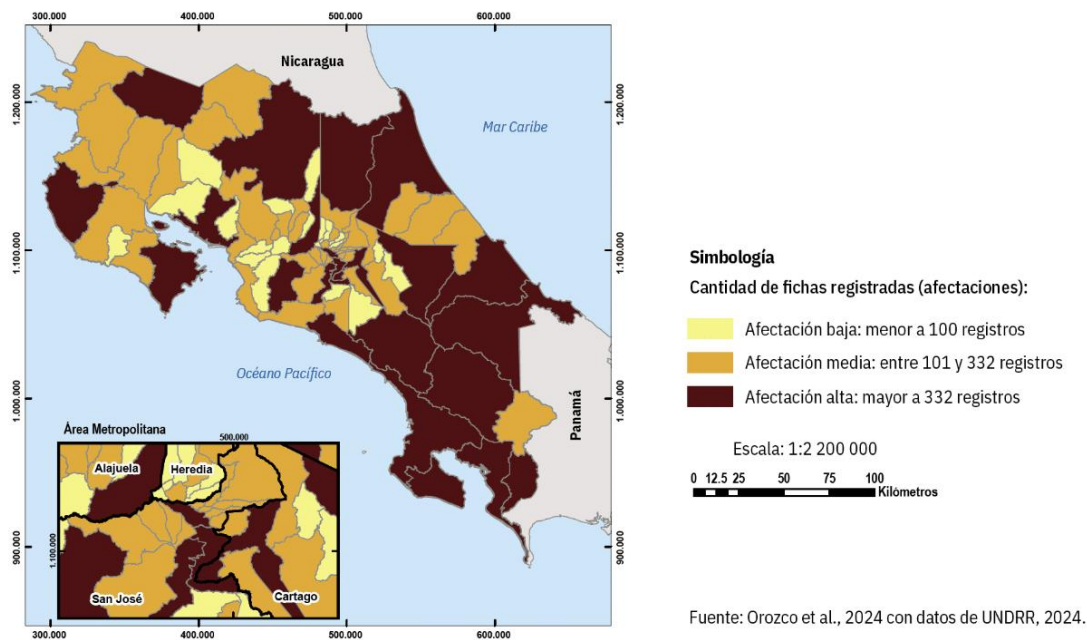 300.000 400.000 500.000 600.000
Nicaragua
1.200.000
1.200.000
Mar Caribe
1.100.000
1.100.000
Océano Pacífico
1.000.000
1.000.000
Panamá
900.000
900.000
Área Metropolitana
500.000
Alajuela
Heredia
1.100.000
San José
Cartago
300.000 400.000 500.000 600.000
Simbología
Cantidad de fichas registradas (afectaciones):
Afectación baja: menor a 100 registros
Afectación media: entre 101 y 332 registros
Afectación alta: mayor a 332 registros
Escala: 1:2 200 000
0 12.5 25 50 75 100
Kilómetros
Fuente: Orozco et al., 2024 con datos de UNDRR, 2024.